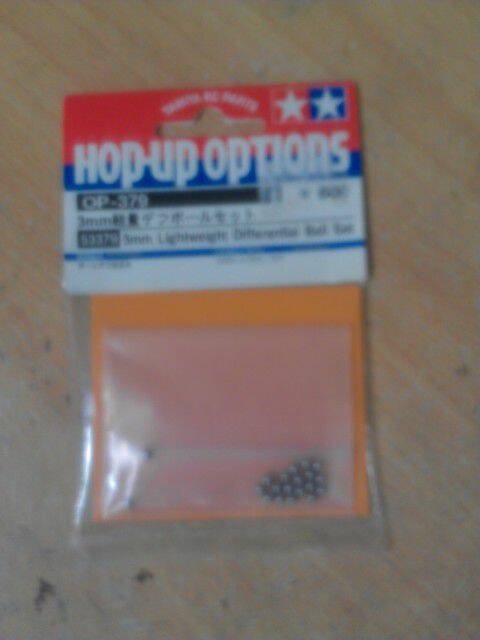 TAMIYA RC PARTS
HOP-UP OPTIONS
OP-379
3mm軽量デフボールセット
53379 3mm Lightweight Differential Ball Set